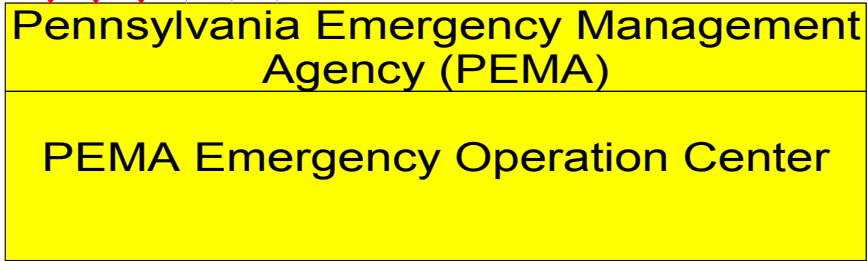 Pennsylvania Emergency Management
Agency (PEMA)
PEMA Emergency Operation Center